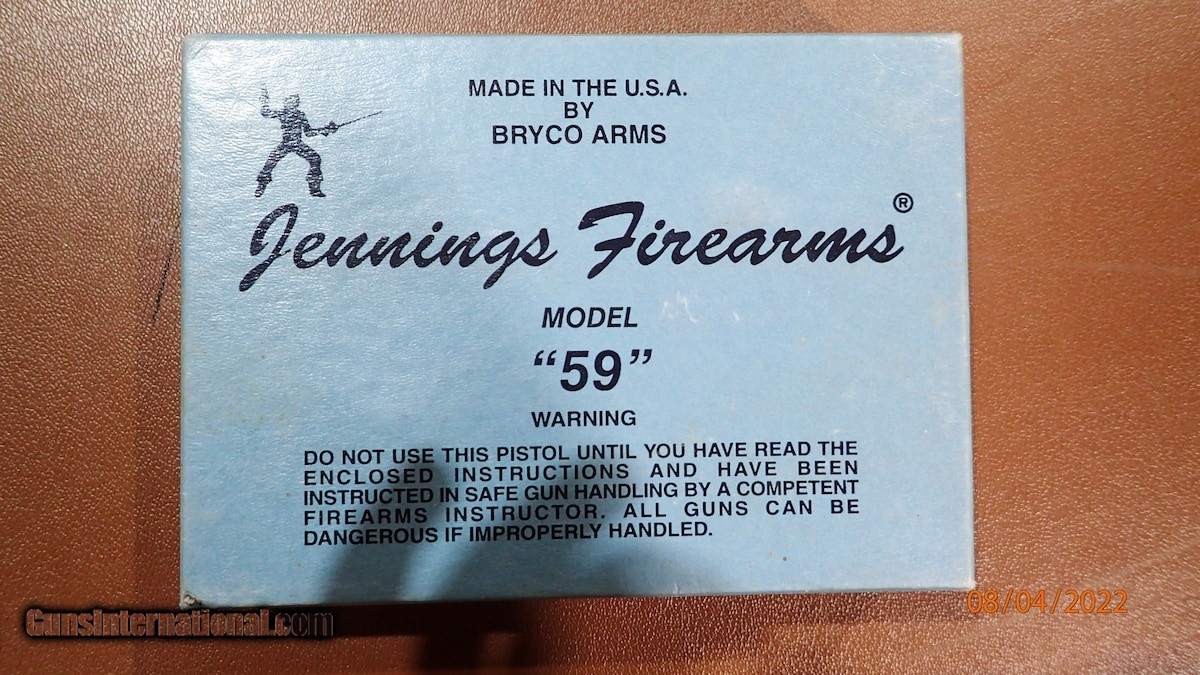 MADE IN THE U.S.A.
BY
BRYCO ARMS
Jennings Firearms®
MODEL
“59”
WARNING
DO NOT USE THIS PISTOL UNTIL YOU HAVE READ THE
ENCLOSED INSTRUCTIONS AND HAVE BEEN
INSTRUCTED IN SAFE GUN HANDLING BY A COMPETENT
FIREARMS INSTRUCTOR. ALL GUNS CAN BE
DANGEROUS IF IMPROPERLY HANDLED.
08/04/2022
GunsInternational.com